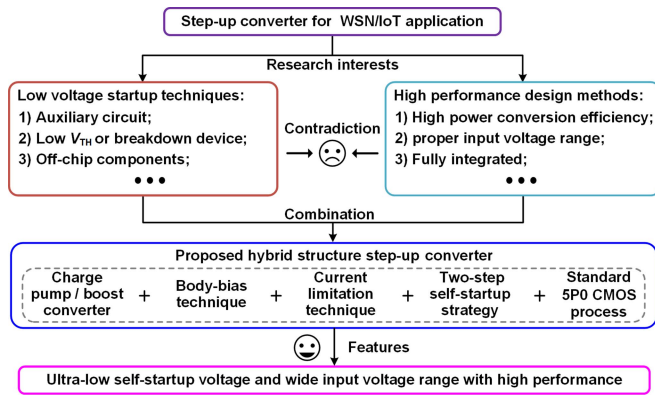 Step-up converter for WSN/IoT application
Research interests
Low voltage startup techniques:
1) Auxiliary circuit;
2) Low VTH or breakdown device;
3) Off-chip components;
•••
Contradiction
High performance design methods:
1) High power conversion efficiency;
2) proper input voltage range;
3) Fully integrated;
•••
Combination
Proposed hybrid structure step-up converter
Charge pump / boost converter + Body-bias technique + Current limitation technique + Two-step self-startup strategy + Standard 5P0 CMOS process
Features
Ultra-low self-startup voltage and wide input voltage range with high performance